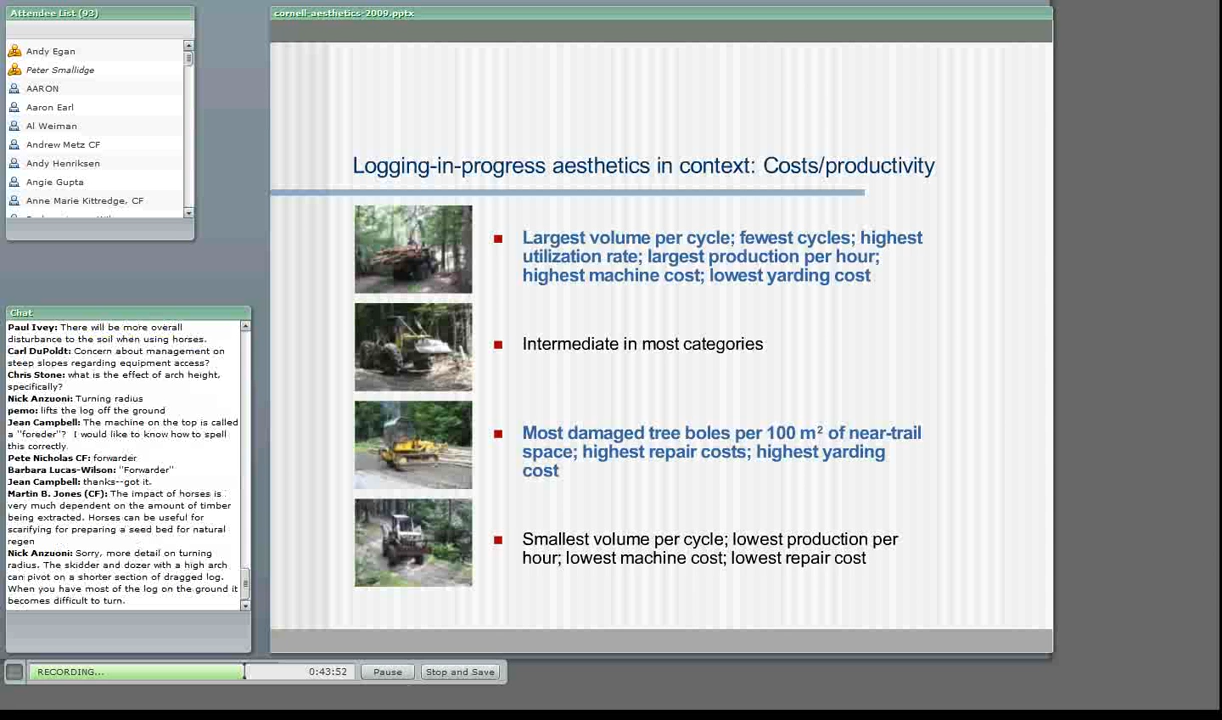 Attendee List (93)
Andy Egan
Peter Smallidge
AARON
Aaron Earl
Al Weiman
Andrew Metz CF
Andy Henriksen
Angie Gupta
Anne Marie Kittredge, CF
cornell-aesthetics-2009.pptx
Logging-in-progress aesthetics in context: Costs/productivity
Largest volume per cycle; fewest cycles; highest
utilization rate; largest production per hour;
highest machine cost; lowest yarding cost
Intermediate in most categories
Most damaged tree boles per 100 m² of near-trail
space; highest repair costs; highest yarding
cost
Smallest volume per cycle; lowest production per
hour; lowest machine cost; lowest repair cost
Chat
Paul Ivey: There will be more overall
disturbance to the soil when using horses.
Carl DuPoldt: Concern about management on
steep slopes regarding equipment access?
Chris Stone: what is the effect of arch height,
specifically?
Nick Anzuoni: Turning radius
pemo: lifts the log off the ground
Jean Campbell: The machine on the top is called
a "foreder"? I would like to know how to spell
this correctly.
Pete Nicholas CF: forwarder
Barbara Lucas-Wilson: "Forwarder"
Jean Campbell: thanks--got it.
Martin B. Jones (CF): The impact of horses is
very much dependent on the amount of timber
being extracted. Horses can be useful for
scarifying for preparing a seed bed for natural
regen
Nick Anzuoni: Sorry, more detail on turning
radius. The skidder and dozer with a high arch
can pivot on a shorter section of dragged log.
When you have most of the log on the ground it
becomes difficult to turn.
RECORDING...
0:43:52
Pause
Stop and Save